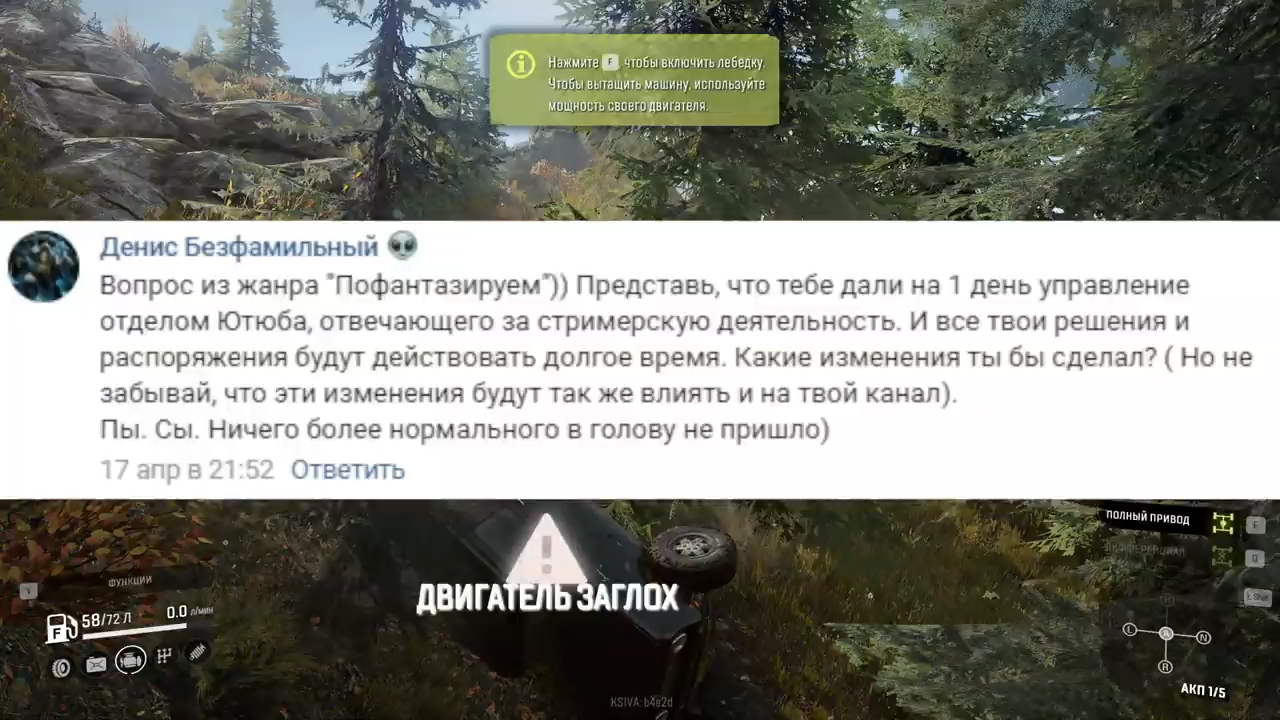 Нажмите F чтобы включить лебедку.
Чтобы вытащить машину, используйте
мощность своего двигателя.
Денис Безфамильный
Вопрос из жанра "Пофантазируем")) Представь, что тебе дали на 1 день управление
отделом Ютюба, отвечающего за стримерскую деятельность. И все твои решения и
распоряжения будут действовать долгое время. Какие изменения ты бы сделал? ( Но не
забывай, что эти изменения будут так же влиять и на твой канал).
Пы. Сы. Ничего более нормального в голову не пришло)
17 апр в 21:52 Ответить
ПОЛНЫЙ ПРИВОД
ДИФФЕРЕНЦИАЛ
ФУНКЦИИ
V
F
58/72 Л
0.0 л/мин
ДВИГАТЕЛЬ ЗАГЛОХ
L
A
N
R
АКП 1/5
KSIVA: b4e2d